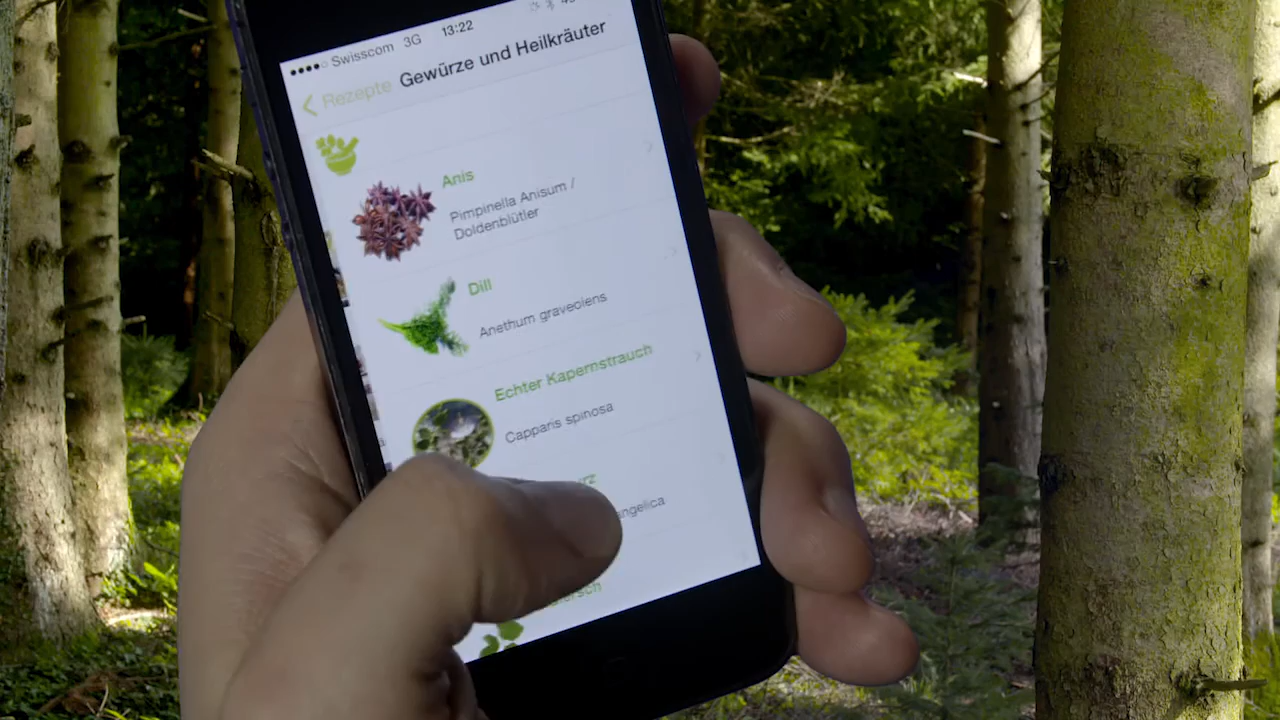 Swisscom 3G 13:22
Rezepte Gewürze und Heilkräuter
Anis
Pimpinella Anisum /
Doldenblütler
Dill
Anethum graveolens
Echter Kapernstrauch
Capparis spinosa
angelica